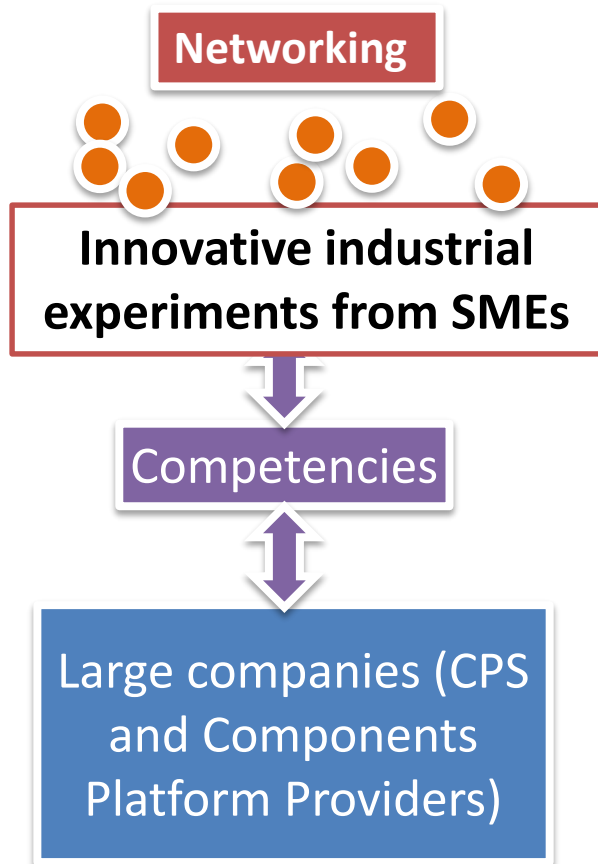 Networking
Innovative industrial
experiments from SMEs
Competencies
Large companies (CPS
and Components
Platform Providers)